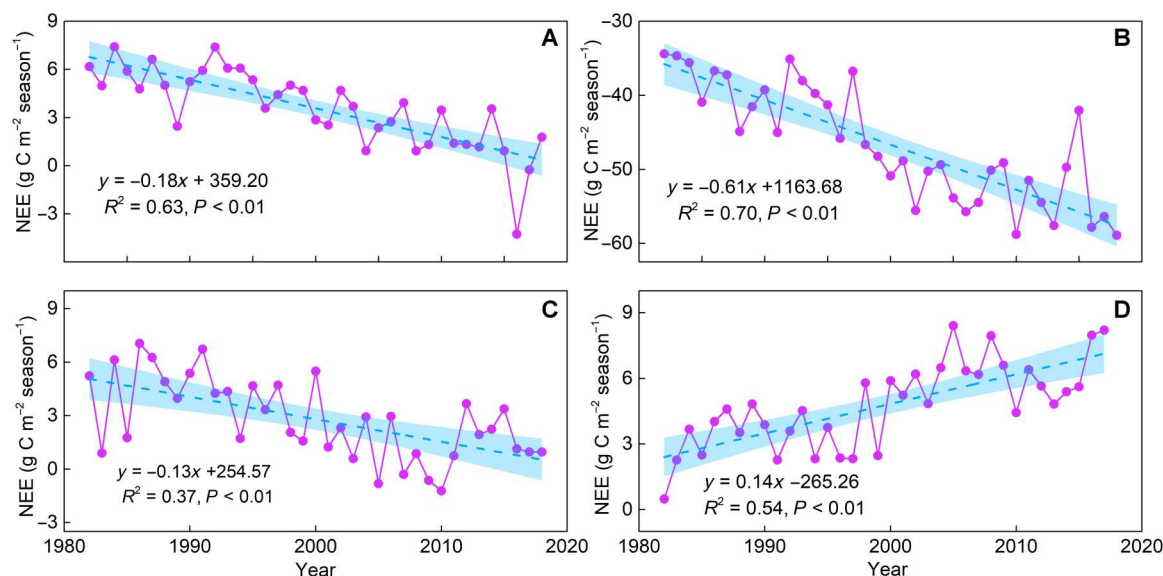 A
9
6
3
0
−3
NEE (g C m⁻² season⁻¹)
y = −0.18x + 359.20
R² = 0.63, P < 0.01
B
−30
−40
−50
−60
NEE (g C m⁻² season⁻¹)
y = −0.61x +1163.68
R² = 0.70, P < 0.01
C
9
6
3
0
−3
NEE (g C m⁻² season⁻¹)
y = −0.13x +254.57
R² = 0.37, P < 0.01
1980 1990 2000 2010 2020
Year
D
9
6
3
0
NEE (g C m⁻² season⁻¹)
y = 0.14x −265.26
R² = 0.54, P < 0.01
1980 1990 2000 2010 2020
Year